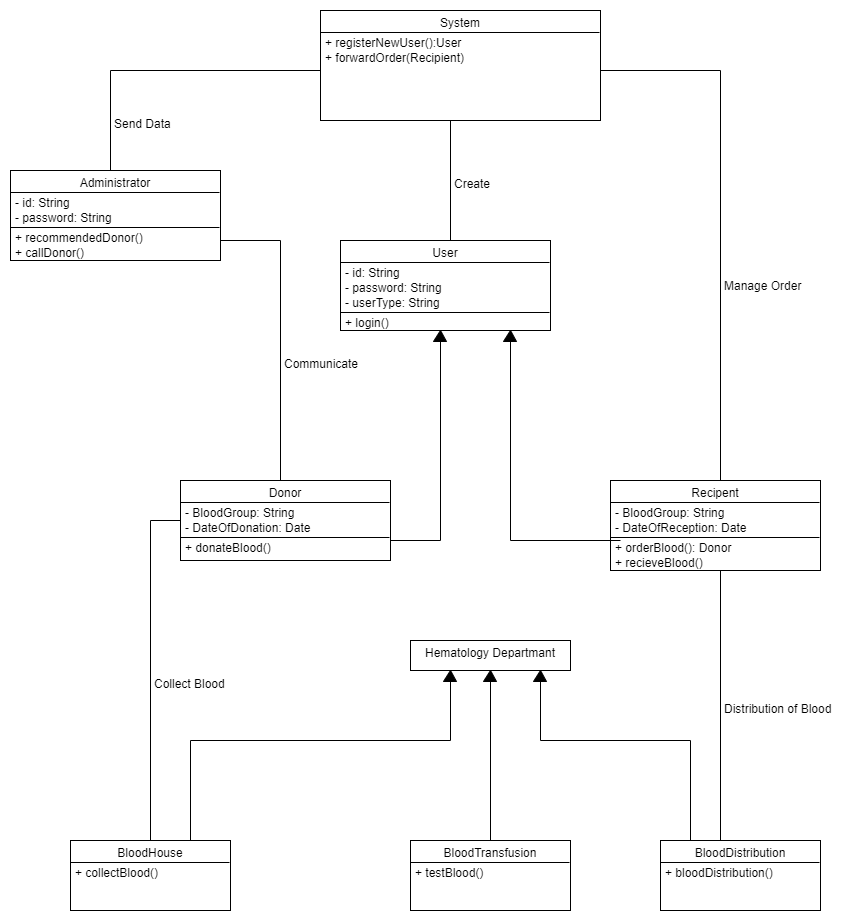 System
+ registerNewUser():User
+ forwardOrder(Recipient)
Send Data
Administrator
- id: String
- password: String
+ recommendedDonor()
+ callDonor()
Create
User
- id: String
- password: String
- userType: String
+ login()
Manage Order
Communicate
Donor
- BloodGroup: String
- DateOfDonation: Date
+ donateBlood()
Recipent
- BloodGroup: String
- DateOfReception: Date
+ orderBlood(): Donor
+ recieveBlood()
Hematology Departmant
Collect Blood
Distribution of Blood
BloodHouse
+ collectBlood()
BloodTransfusion
+ testBlood()
BloodDistribution
+ bloodDistribution()